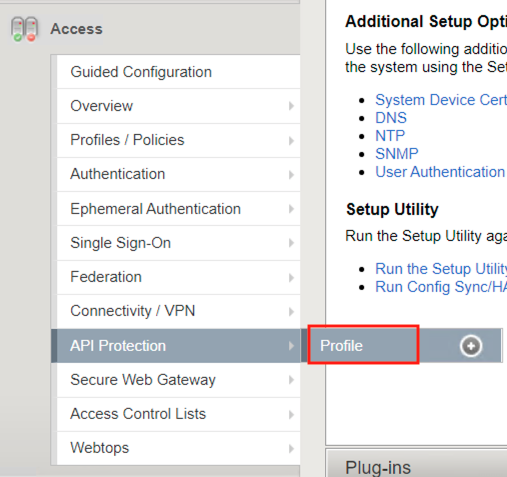 Access
Guided Configuration
Overview
Profiles / Policies
Authentication
Ephemeral Authentication
Single Sign-On
Federation
Connectivity / VPN
API Protection
Secure Web Gateway
Access Control Lists
Webtops
Profile
Additional Setup Opti
Use the following additio
the system using the Set
System Device Cert
DNS
NTP
SNMP
User Authentication
Setup Utility
Run the Setup Utility aga
Run the Setup Utility
Run Config Sync/HA
Plug-ins